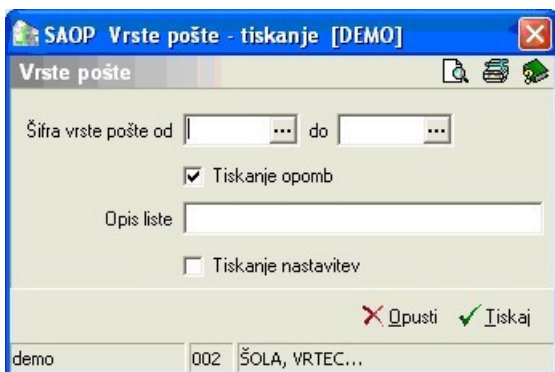 SAOP Vrste pošte - tiskanje [DEMO]
Vrste pošte
Šifra vrste pošte od ... do ...
Tiskanje opomb
Opis liste
Tiskanje nastavitev
Opusti Tiskaj
demo 002 ŠOLA, VRTEC...